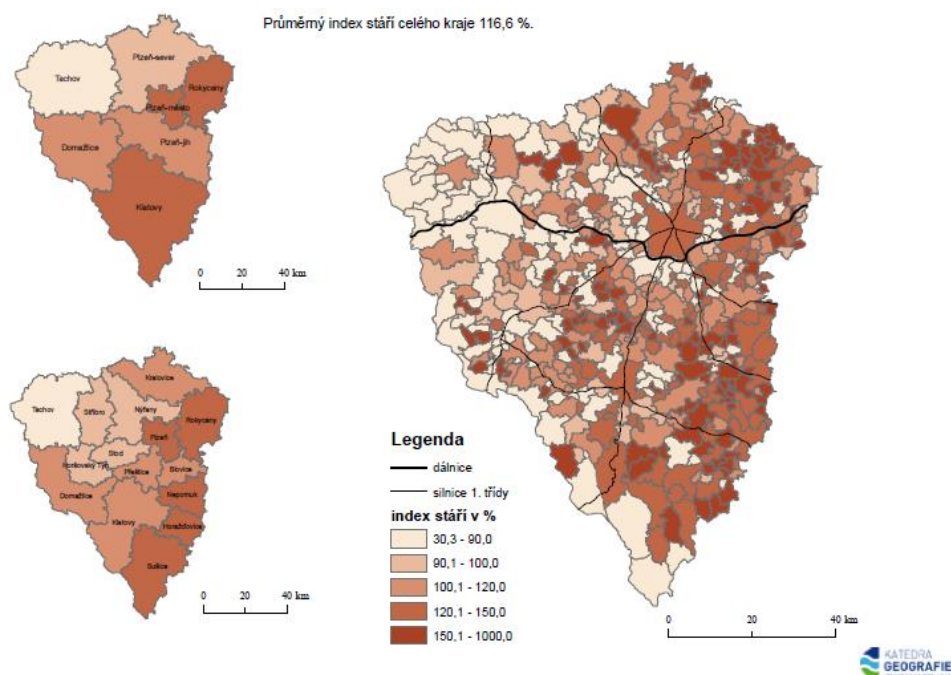 Průměrný index stáří celého kraje 116,6 %.
Tachov
Plzeň-sever
Rokycany
Plzeň-město
Domažlice
Plzeň-jih
Klatovy
0 20 40 km
Kralovice
Tachov
Stříbro
Nýřany
Rokycany
Plzeň
Stod
Horšovský Týn
Přeštice
Blovice
Domažlice
Nepomuk
Klatovy
Horažďovice
Sušice
0 20 40 km
Legenda
dálnice
silnice 1. třídy
index stáří v %
30,3 - 90,0
90,1 - 100,0
100,1 - 120,0
120,1 - 150,0
150,1 - 1000,0
0 10 20 40 km
KATEDRA
GEOGRAFIE